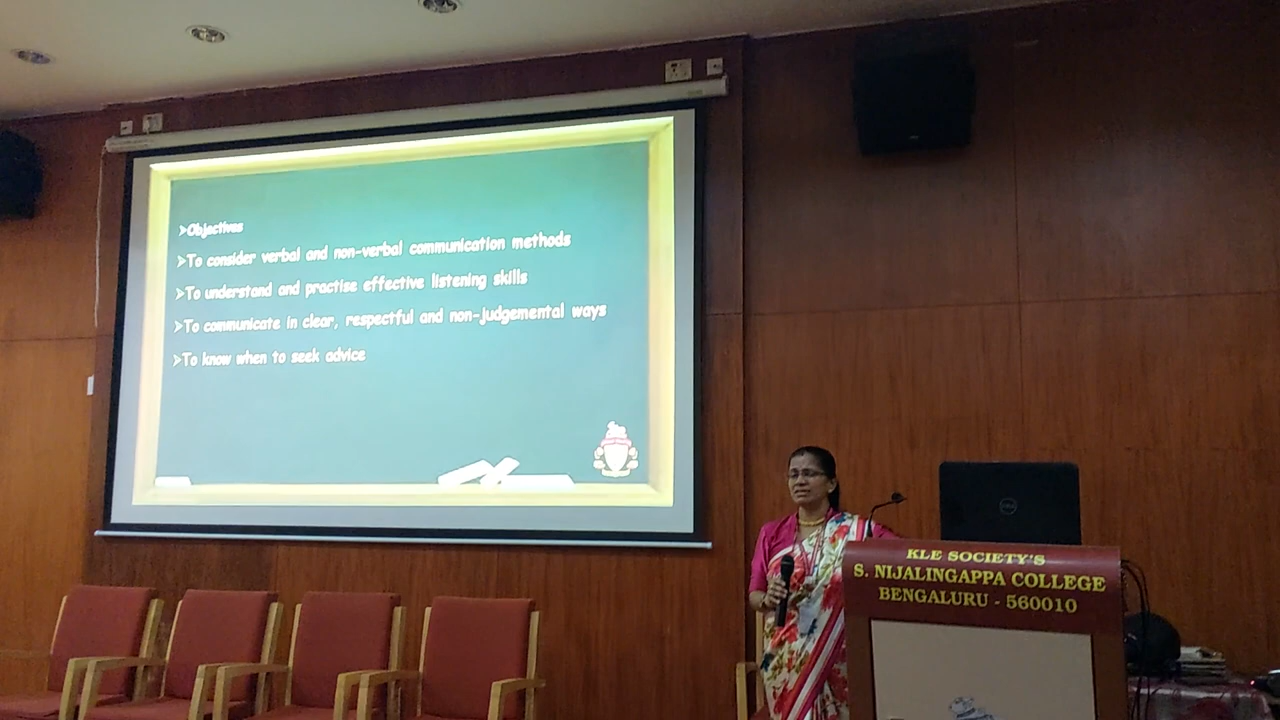 ➢Objectives
➢To consider verbal and non-verbal communication methods
➢To understand and practise effective listening skills
➢To communicate in clear, respectful and non-judgemental ways
➢To know when to seek advice
KLE SOCIETY'S
S. NIJALINGAPPA COLLEGE
BENGALURU - 560010
DELL